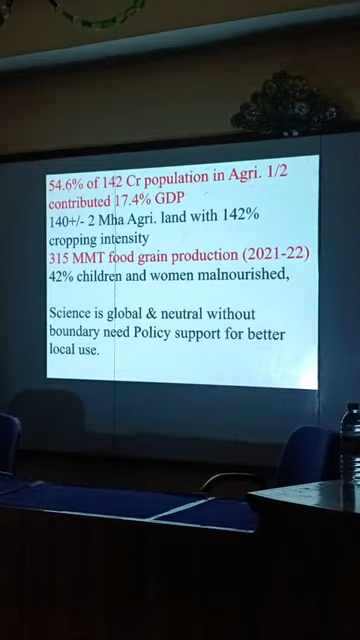 54.6% of 142 Cr population in Agri. 1/2
contributed 17.4% GDP
140+/- 2 Mha Agri. land with 142%
cropping intensity
315 MMT food grain production (2021-22)
42% children and women malnourished,
Science is global & neutral without
boundary need Policy support for better
local use.